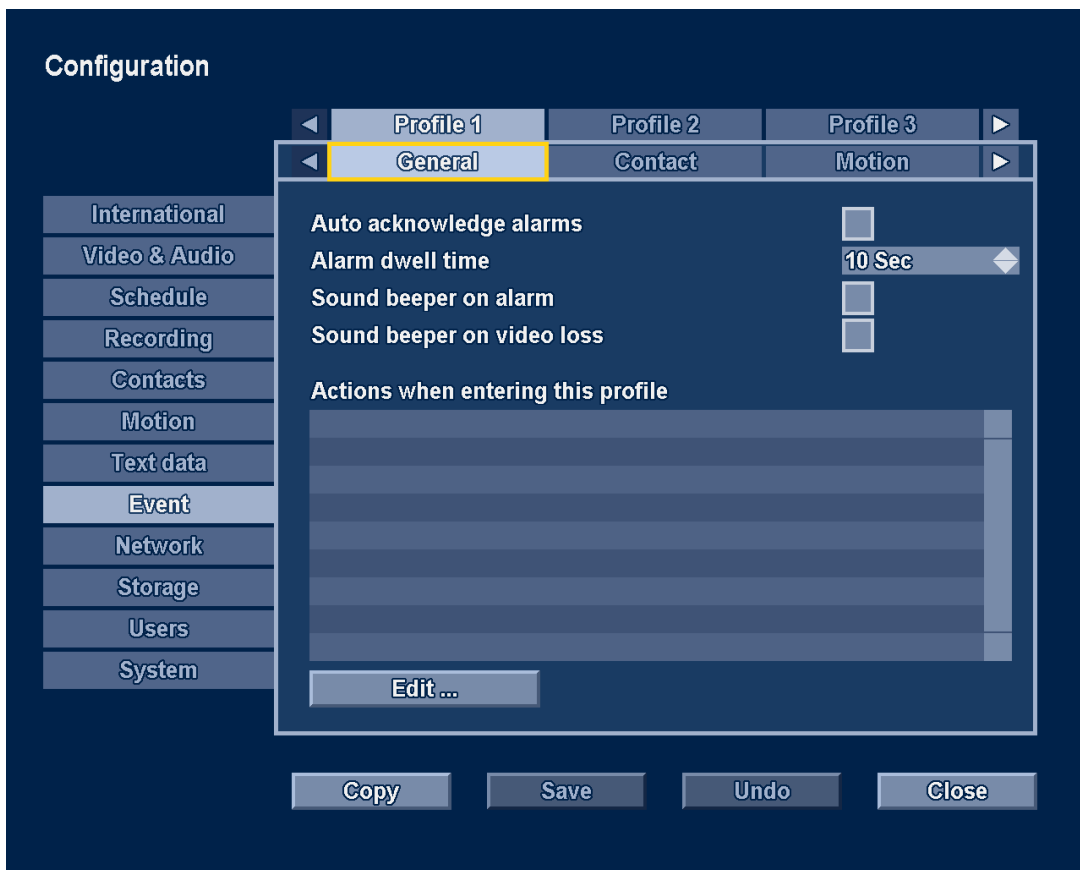 Configuration
Profile 1 Profile 2 Profile 3
General Contact Motion
International
Video & Audio
Schedule
Recording
Contacts
Motion
Text data
Event
Network
Storage
Users
System
Auto acknowledge alarms
Alarm dwell time 10 Sec
Sound beeper on alarm
Sound beeper on video loss
Actions when entering this profile
Edit ...
Copy Save Undo Close